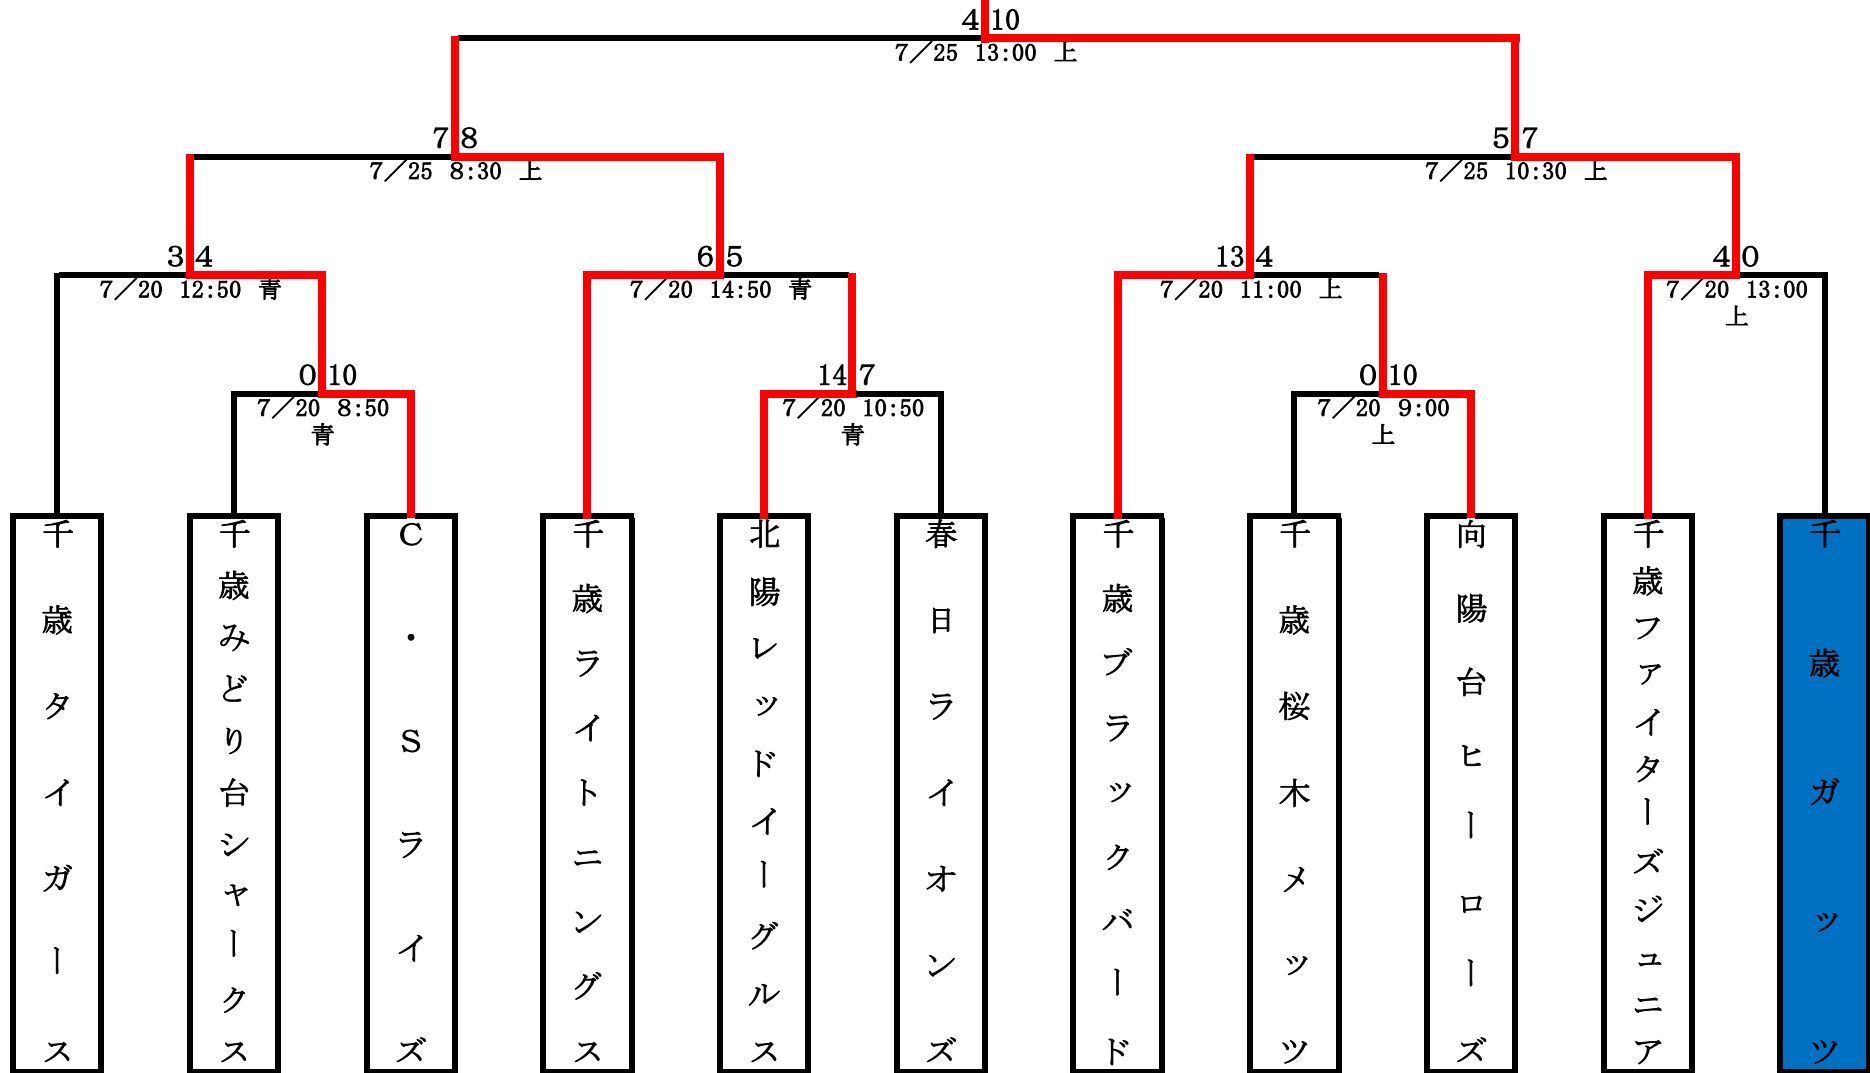 4 10
7／25 13:00 上
7 8
7／25 8:30 上
5 7
7／25 10:30 上
3 4
7／20 12:50 青
6 5
7／20 14:50 青
13 4
7／20 11:00 上
4 0
7／20 13:00
上
0 10
7／20 8:50
青
14 7
7／20 10:50
青
0 10
7／20 9:00
上
千歳タイガース
千歳みどり台シャークス
C・Sライズ
千歳ライトニングス
北陽レッドイーグルス
春日ライオンズ
千歳ブラックバード
千歳桜木メッツ
向陽台ヒーローズ
千歳ファイターズジュニア
千歳ガッツ